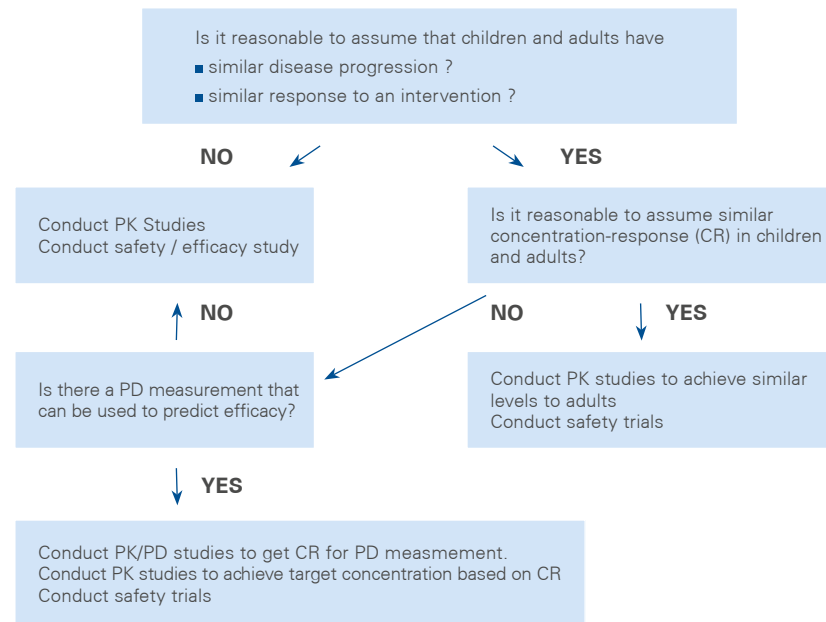 Is it reasonable to assume that children and adults have
■ similar disease progression ?
■ similar response to an intervention ?
NO
YES
Conduct PK Studies
Conduct safety / efficacy study
Is it reasonable to assume similar
concentration-response (CR) in children
and adults?
NO
NO
YES
Is there a PD measurement that
can be used to predict efficacy?
Conduct PK studies to achieve similar
levels to adults
Conduct safety trials
YES
Conduct PK/PD studies to get CR for PD measmement.
Conduct PK studies to achieve target concentration based on CR
Conduct safety trials